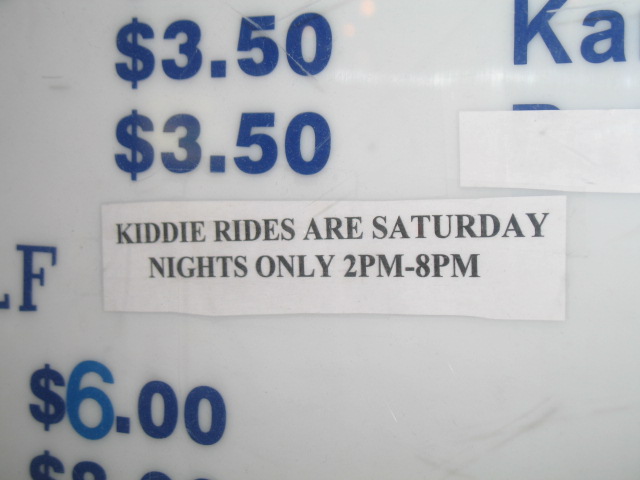 $3.50
$3.50
KIDDIE RIDES ARE SATURDAY
NIGHTS ONLY 2PM-8PM
$6.00